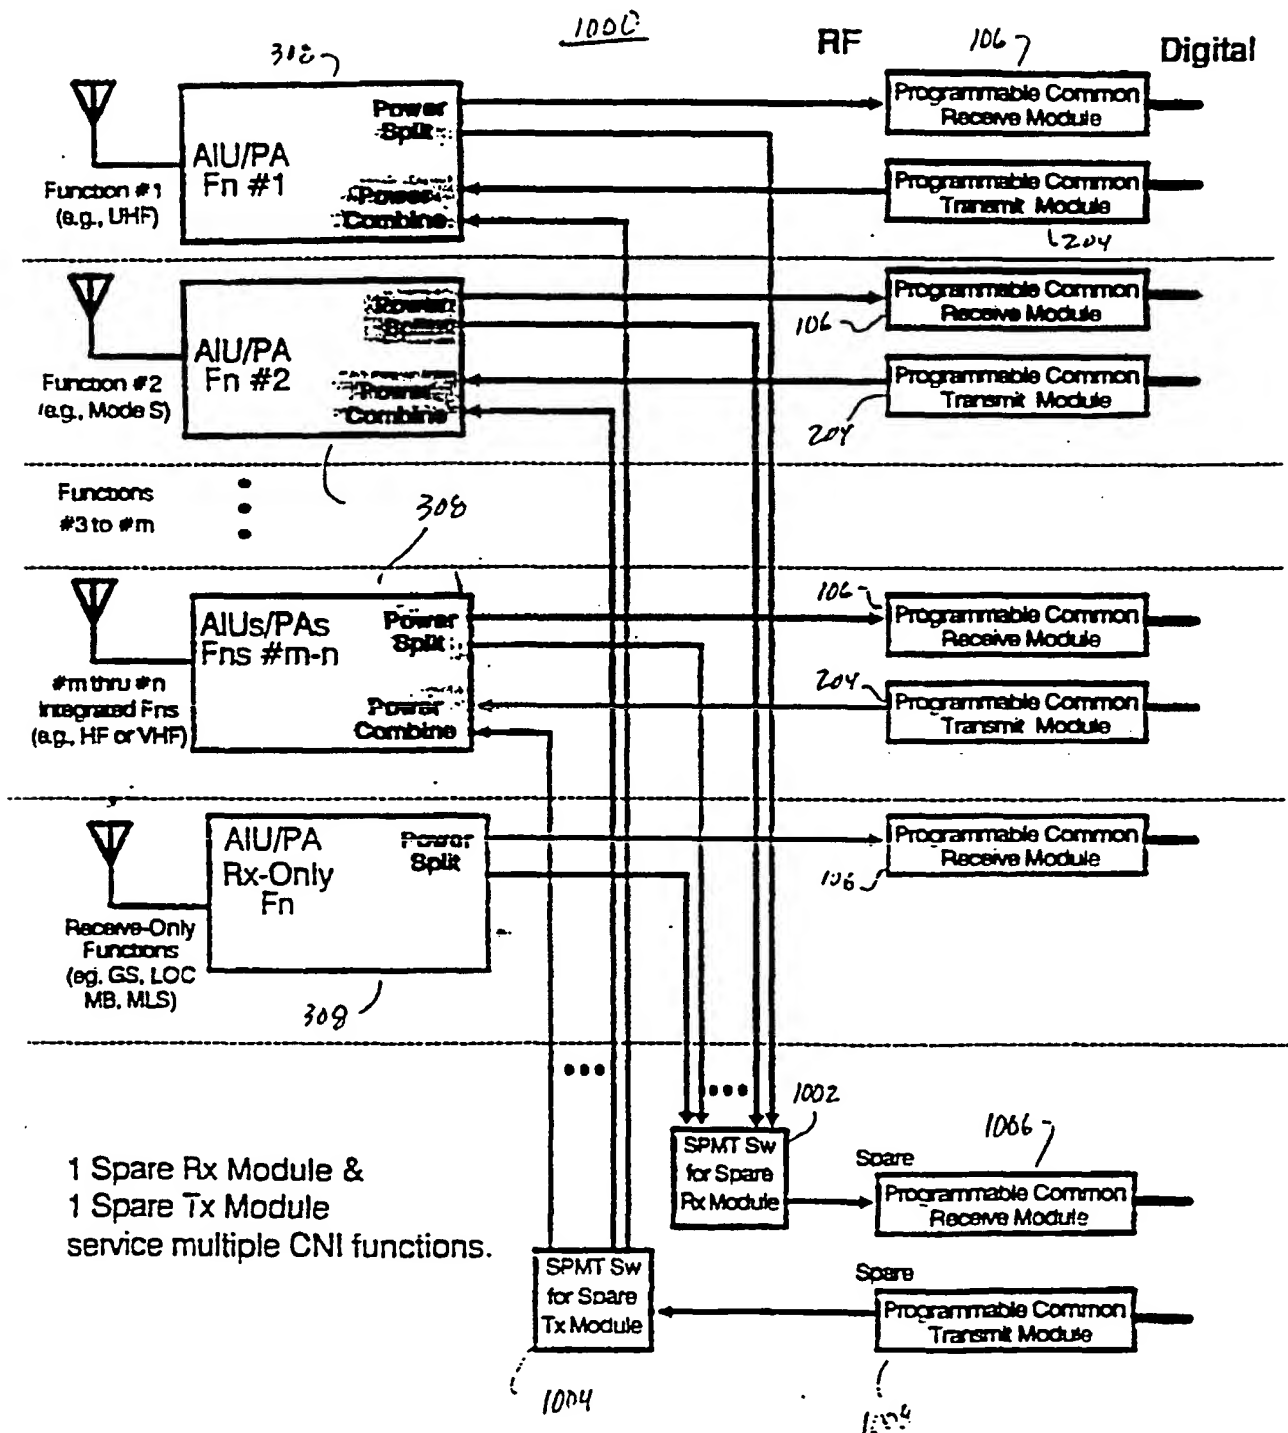 1000
308
RF
106
Digital
Power
Split
AIU/PA
Fn #1
Power
Combine
Programmable Common
Receive Module
Programmable Common
Transmit Module
204
Function #1
(e.g., UHF)
Power
Split
AIU/PA
Fn #2
Power
Combine
Programmable Common
Receive Module
106
Programmable Common
Transmit Module
204
Function #2
(e.g., Mode S)
Functions
#3 to #m
308
AIUs/PAs
Fns #m-n
Power
Split
Power
Combine
106
Programmable Common
Receive Module
204
Programmable Common
Transmit Module
#m thru #n
Integrated Fns
(e.g., HF or VHF)
AIU/PA
Rx-Only
Fn
Power
Split
Programmable Common
Receive Module
106
Receive-Only
Functions
(eg. GS, LOC
MB, MLS)
308
1002
SPMT Sw
for Spare
Rx Module
1006
Spare
Programmable Common
Receive Module
1 Spare Rx Module &
1 Spare Tx Module
service multiple CNI functions.
SPMT Sw
for Spare
Tx Module
1004
Spare
Programmable Common
Transmit Module